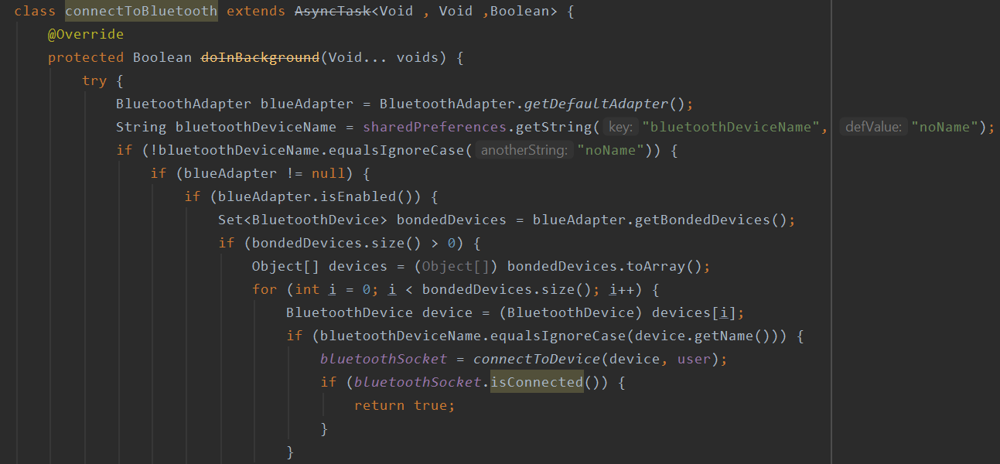 class connectToBluetooth extends AsyncTask<Void , Void ,Boolean> {
@Override
protected Boolean doInBackground(Void... voids) {
try {
BluetoothAdapter blueAdapter = BluetoothAdapter.getDefaultAdapter();
String bluetoothDeviceName = sharedPreferences.getString( key: "bluetoothDeviceName", defValue: "noName");
if (!bluetoothDeviceName.equalsIgnoreCase( anotherString: "noName")) {
if (blueAdapter != null) {
if (blueAdapter.isEnabled()) {
Set<BluetoothDevice> bondedDevices = blueAdapter.getBondedDevices();
if (bondedDevices.size() > 0) {
Object[] devices = (Object[]) bondedDevices.toArray();
for (int i = 0; i < bondedDevices.size(); i++) {
BluetoothDevice device = (BluetoothDevice) devices[i];
if (bluetoothDeviceName.equalsIgnoreCase(device.getName())) {
bluetoothSocket = connectToDevice(device, user);
if (bluetoothSocket.isConnected()) {
return true;
}
}